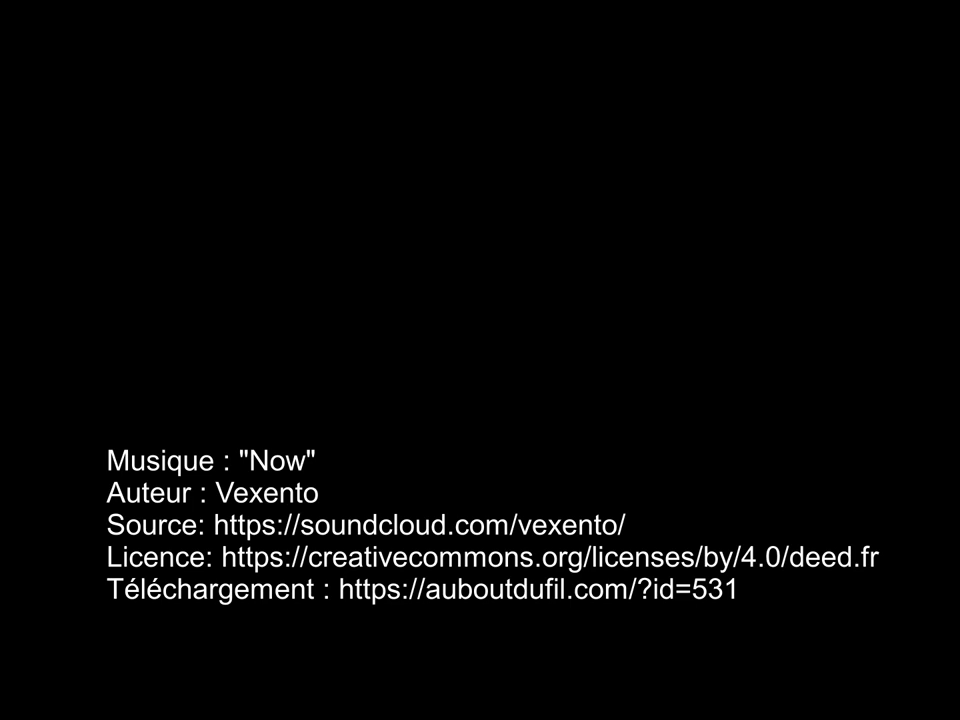 Musique : "Now"
Auteur : Vexento
Source: https://soundcloud.com/vexento/
Licence: https://creativecommons.org/licenses/by/4.0/deed.fr
Téléchargement : https://auboutdufil.com/?id=531